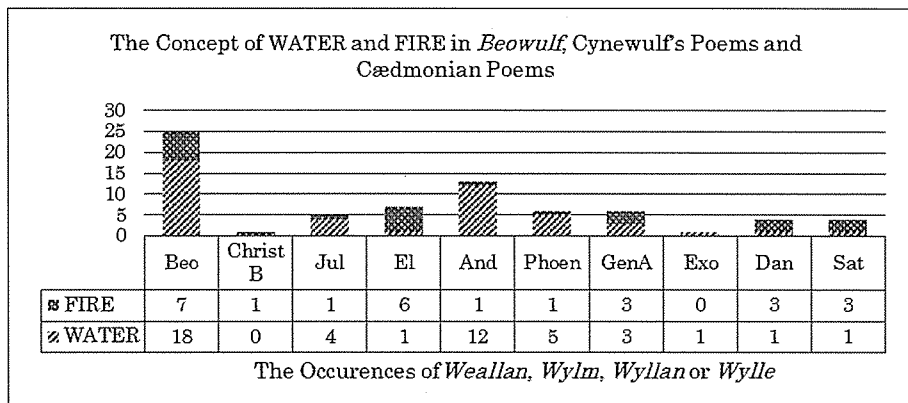 The Concept of WATER and FIRE in Beowulf, Cynewulf's Poems and
Cædmonian Poems
30
25
20
15
10
5
0
Beo Christ B Jul El And Phoen GenA Exo Dan Sat
FIRE 7 1 1 6 1 1 3 0 3 3
WATER 18 0 4 1 12 5 3 1 1 1
The Occurences of Weallan, Wylm, Wyllan or Wylle